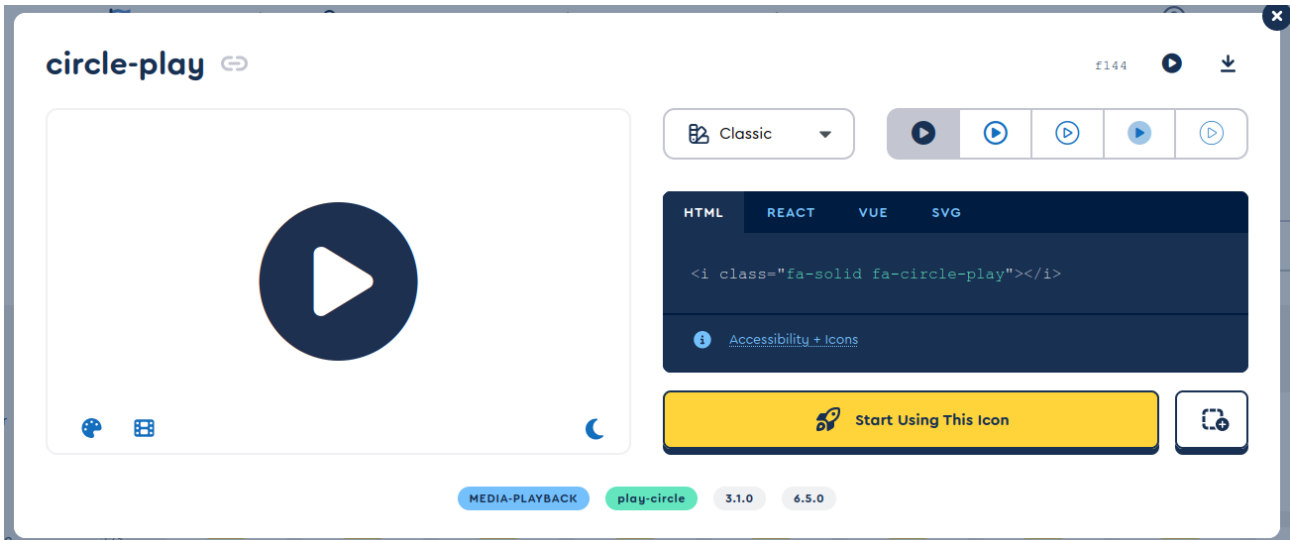 circle-play
f144
Classic
HTML REACT VUE SVG
<i class="fa-solid fa-circle-play"></i>
Accessibility + Icons
Start Using This Icon
MEDIA-PLAYBACK play-circle 3.1.0 6.5.0